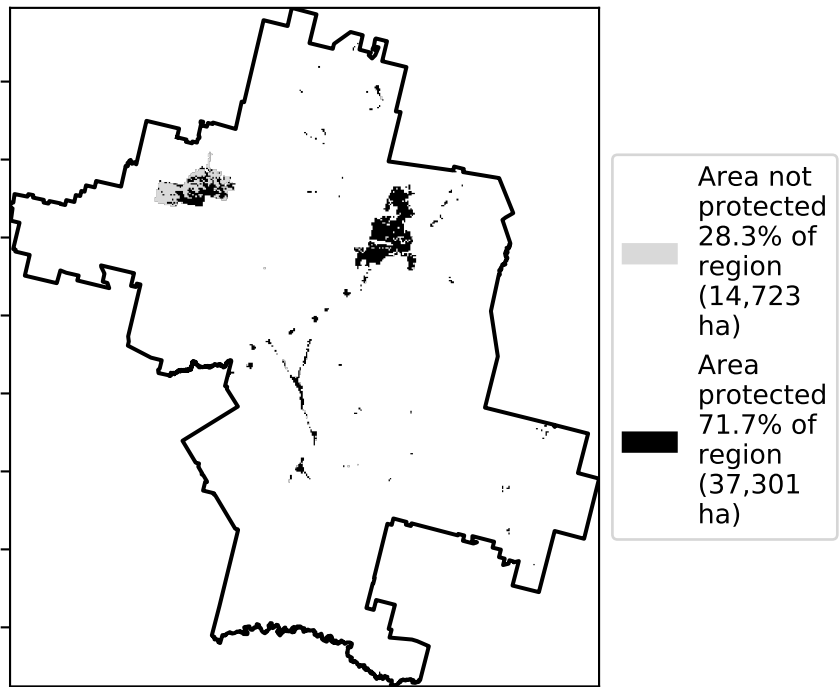 Area not
protected
28.3% of
region
(14,723
ha)
Area
protected
71.7% of
region
(37,301
ha)